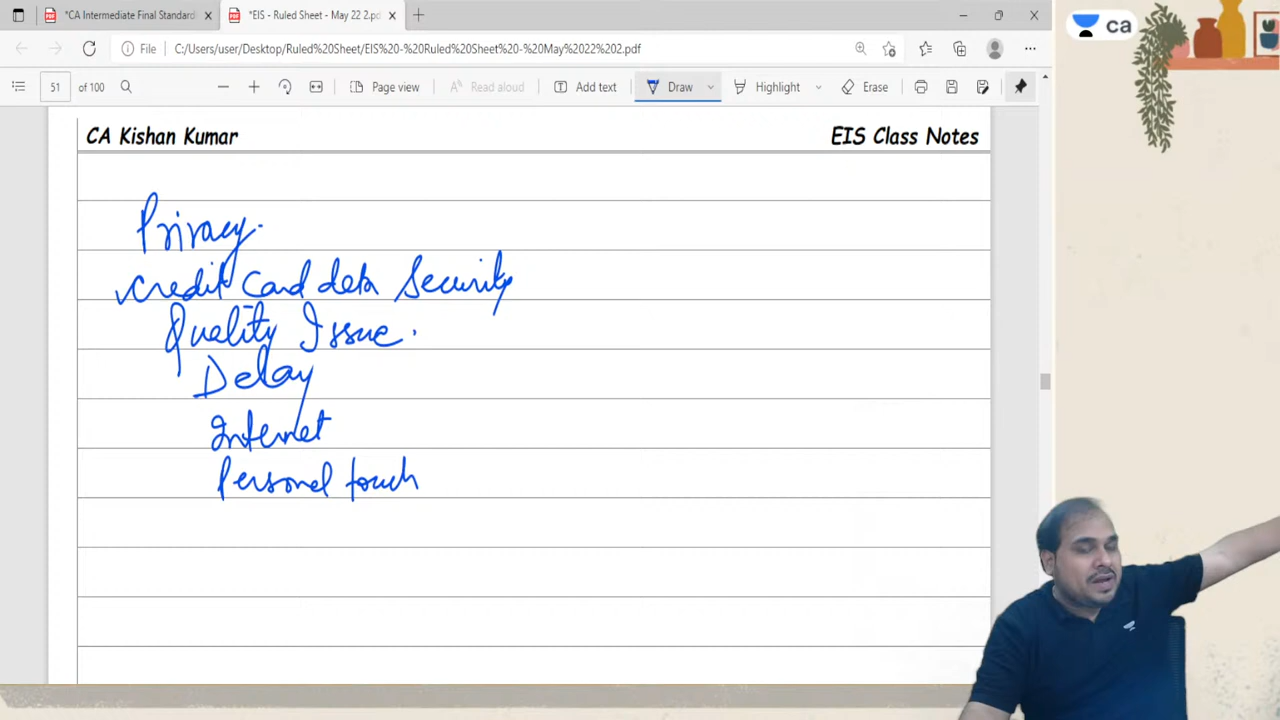 *CA Intermediate Final Standard
*EIS - Ruled Sheet - May 22 2.pd
File
C:/Users/user/Desktop/Ruled%20Sheet/EIS%20-%20Ruled%20Sheet%20-%20May%2022%202.pdf
51 of 100
Page view
Read aloud
Add text
Draw
Highlight
Erase
ca
CA Kishan Kumar
EIS Class Notes
Privacy.
Credit Card data Security
Quality Issue.
Delay
Internet
Personal touch